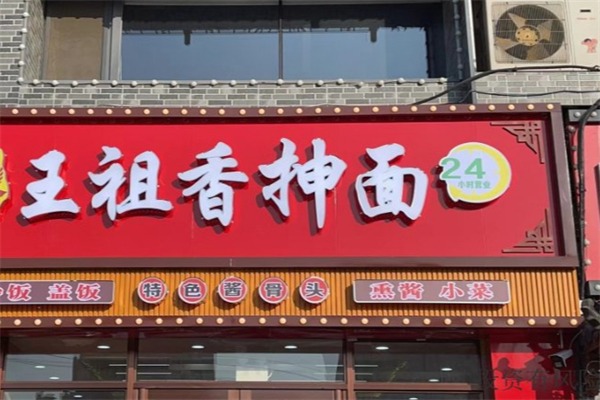 王祖香抻面
24
小时营业
饭 盖饭
特色酱骨头
熏酱 小菜